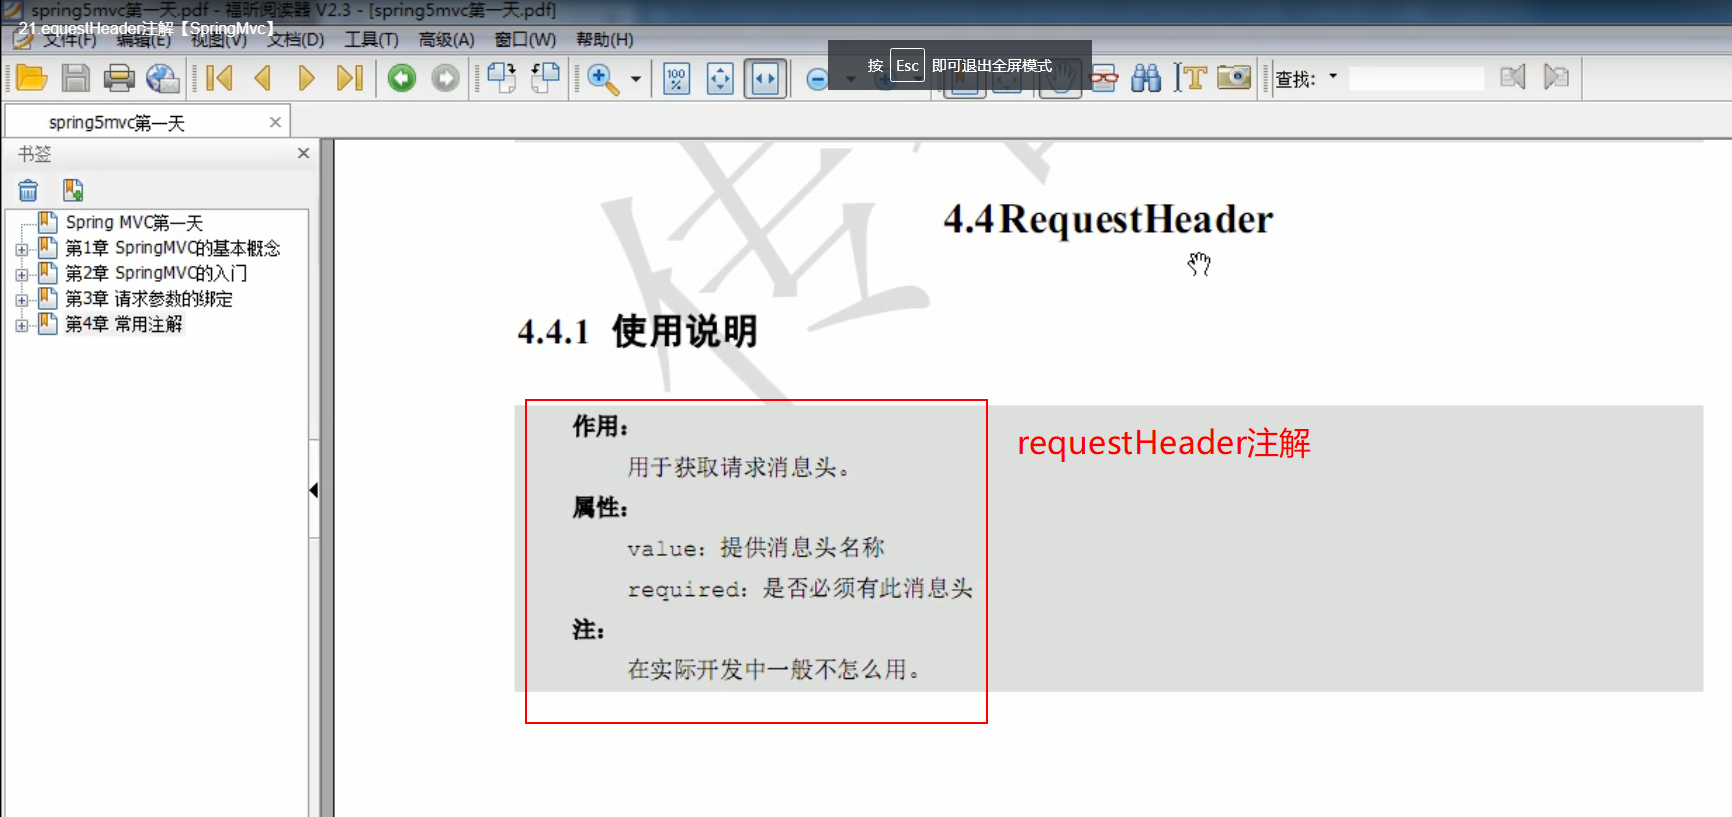 spring5mvc第一天.pdf - 福昕阅读器 V2.3 - [spring5mvc第一天.pdf]
21.equestHeader注解【SpringMvc】
文件(F) 编辑(E) 视图(V) 文档(D) 工具(T) 高级(A) 窗口(W) 帮助(H)
按 Esc 即可退出全屏模式
100
%
查找:
spring5mvc第一天
书签
Spring MVC第一天
第1章 SpringMVC的基本概念
第2章 SpringMVC的入门
第3章 请求参数的绑定
第4章 常用注解
4.4RequestHeader
4.4.1 使用说明
作用：
用于获取请求消息头。
属性：
value：提供消息头名称
required：是否必须有此消息头
注：
在实际开发中一般不怎么用。
requestHeader注解